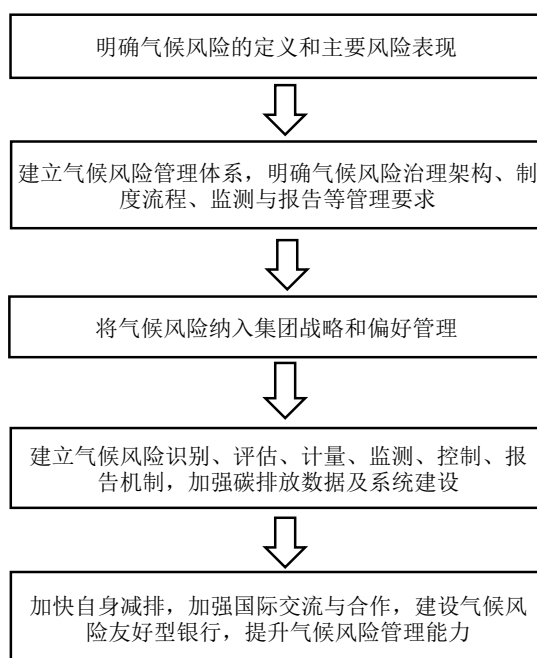 明确气候风险的定义和主要风险表现
建立气候风险管理体系，明确气候风险治理架构、制
度流程、监测与报告等管理要求
将气候风险纳入集团战略和偏好管理
建立气候风险识别、评估、计量、监测、控制、报
告机制，加强碳排放数据及系统建设
加快自身减排，加强国际交流与合作，建设气候风
险友好型银行，提升气候风险管理能力